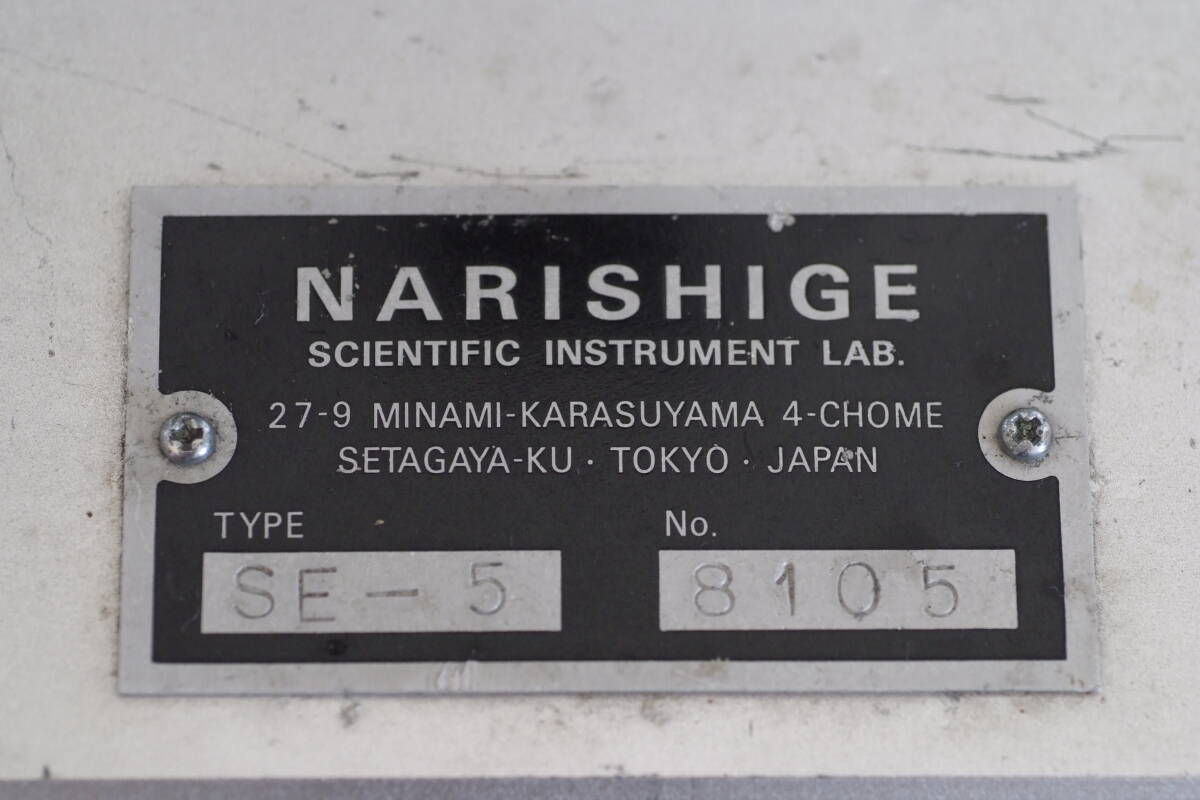 NARISHIGE
SCIENTIFIC INSTRUMENT LAB.
27-9 MINAMI-KARASUYAMA 4-CHOME
SETAGAYA-KU · TOKYO · JAPAN
TYPE No.
SE-5 8105